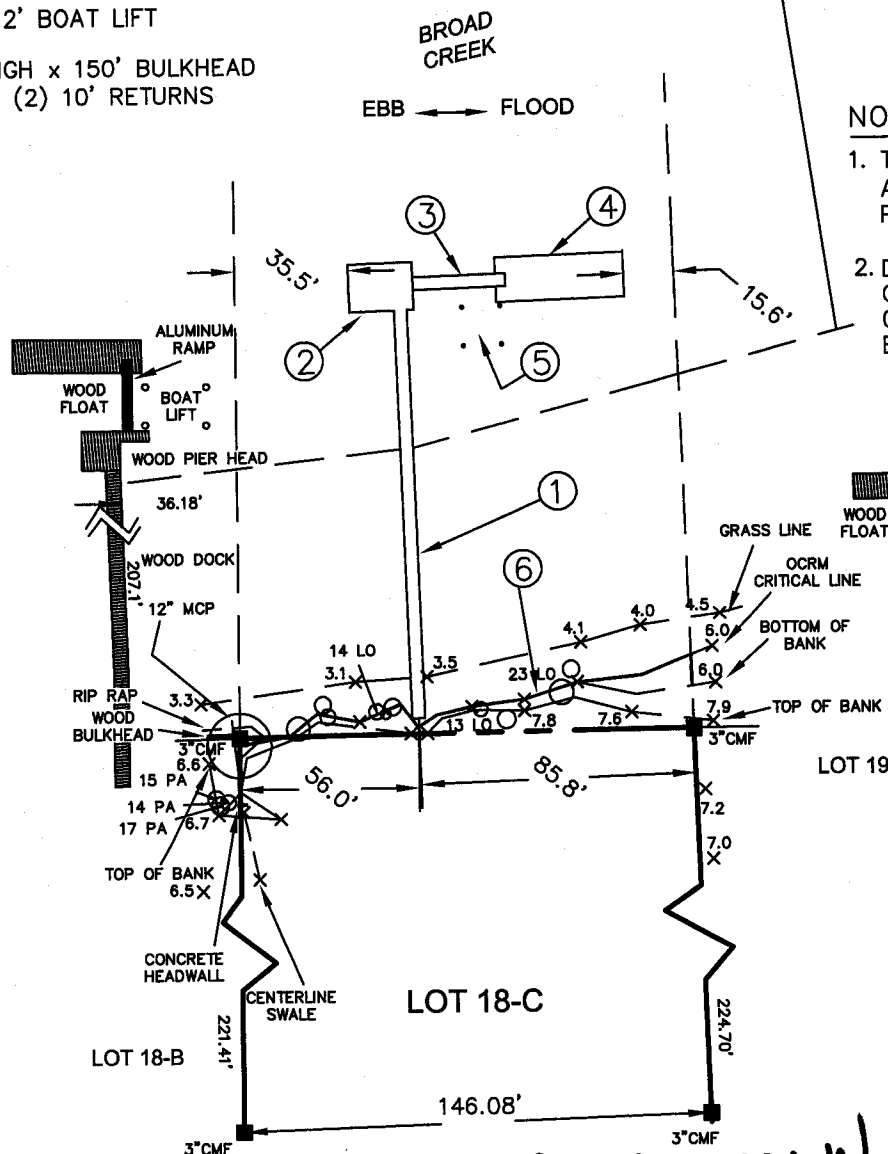 2' BOAT LIFT
IGH x 150' BULKHEAD
(2) 10' RETURNS
BROAD
CREEK
EBB
FLOOD
NO
1. T
A
2. D
35.5'
③
④
15.6'
②
⑤
ALUMINUM
RAMP
WOOD
FLOAT
BOAT
LIFT
WOOD PIER HEAD
36.18'
①
WOOD
FLOAT
WOOD DOCK
207.1'
GRASS LINE
OCRM
CRITICAL LINE
⑥
12" MCP
4.5
4.0
4.1
6.0
BOTTOM OF
BANK
14 LO
3.1
3.5
23 LO
6.0
RIP RAP
3.3
WOOD
BULKHEAD
13 LO
7.8
7.6
7.9
TOP OF BANK
3"CMF
3"CMF
6.6
LOT 19
15 PA
14 PA
17 PA
6.7
56.0'
85.8'
7.2
7.0
TOP OF BANK
6.5
CONCRETE
HEADWALL
CENTERLINE
SWALE
LOT 18-C
221.41'
224.70'
LOT 18-B
146.08'
3"CMF
3"CMF